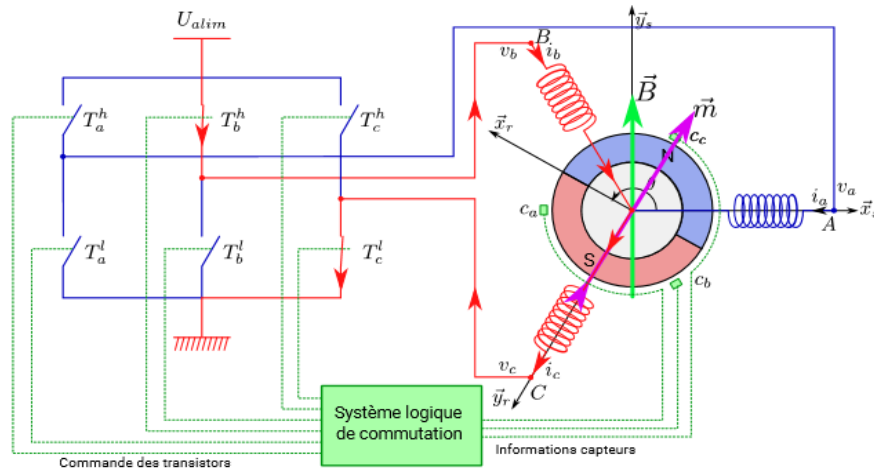 U_alim
T_a^h
T_b^h
T_c^h
T_a^l
T_b^l
T_c^l
v_b
B
i_b
y_s
B
m
c_c
N
x_r
θ
c_a
i_a
v_a
A
x_s
S
c_b
v_c
i_c
C
y_r
Système logique
de commutation
Commande des transistors
Informations capteurs